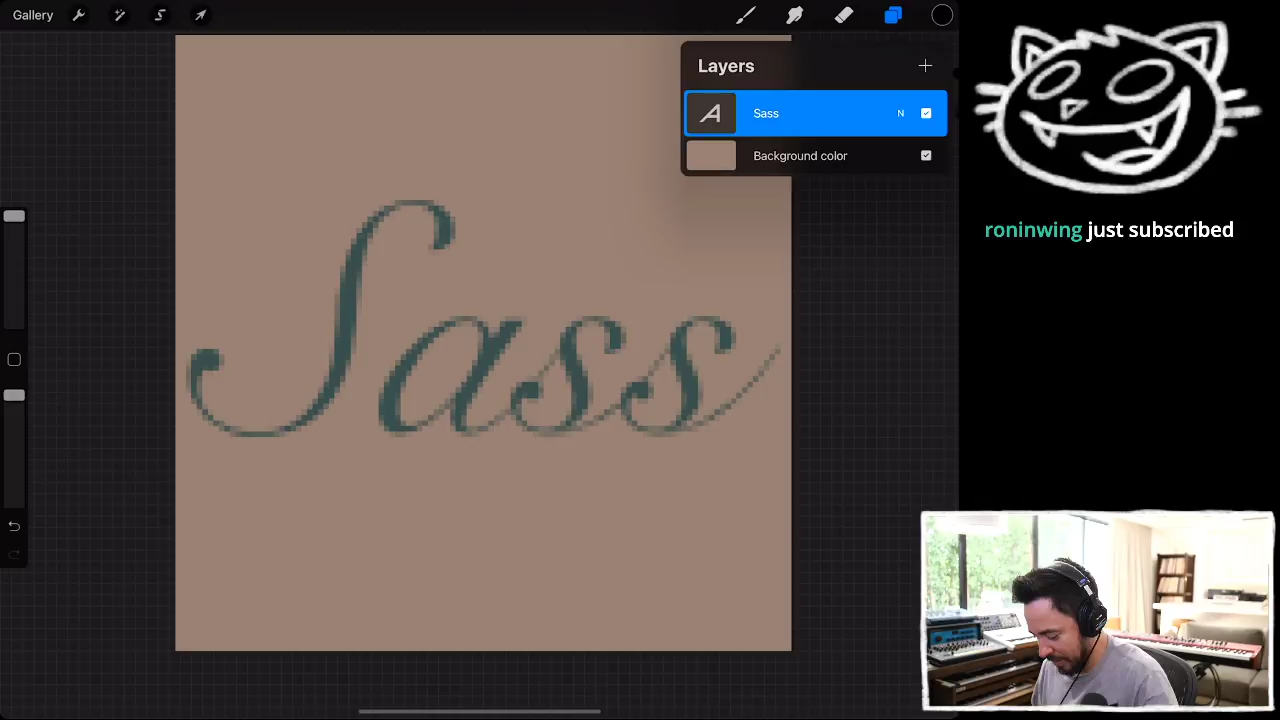 Gallery
Layers
Sass N
Background color
Sass
roninwing just subscribed